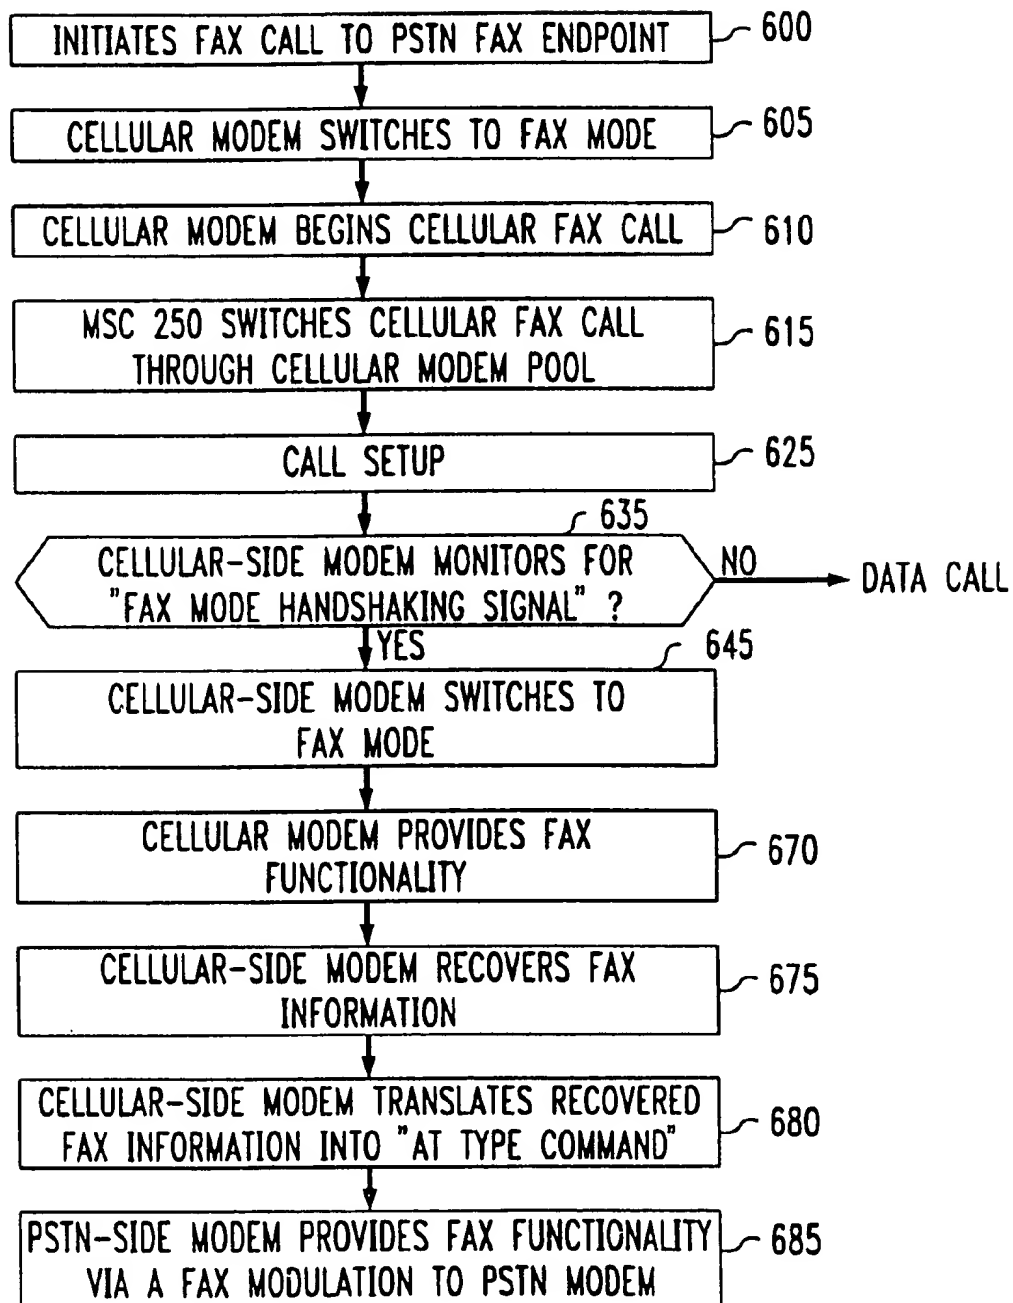 INITIATES FAX CALL TO PSTN FAX ENDPOINT 600
CELLULAR MODEM SWITCHES TO FAX MODE 605
CELLULAR MODEM BEGINS CELLULAR FAX CALL 610
MSC 250 SWITCHES CELLULAR FAX CALL
THROUGH CELLULAR MODEM POOL
615
CALL SETUP 625
635
CELLULAR-SIDE MODEM MONITORS FOR
"FAX MODE HANDSHAKING SIGNAL" ?
NO
DATA CALL
YES
645
CELLULAR-SIDE MODEM SWITCHES TO
FAX MODE
CELLULAR MODEM PROVIDES FAX
FUNCTIONALITY
670
CELLULAR-SIDE MODEM RECOVERS FAX
INFORMATION
675
CELLULAR-SIDE MODEM TRANSLATES RECOVERED
FAX INFORMATION INTO "AT TYPE COMMAND"
680
PSTN-SIDE MODEM PROVIDES FAX FUNCTIONALITY
VIA A FAX MODULATION TO PSTN MODEM
685